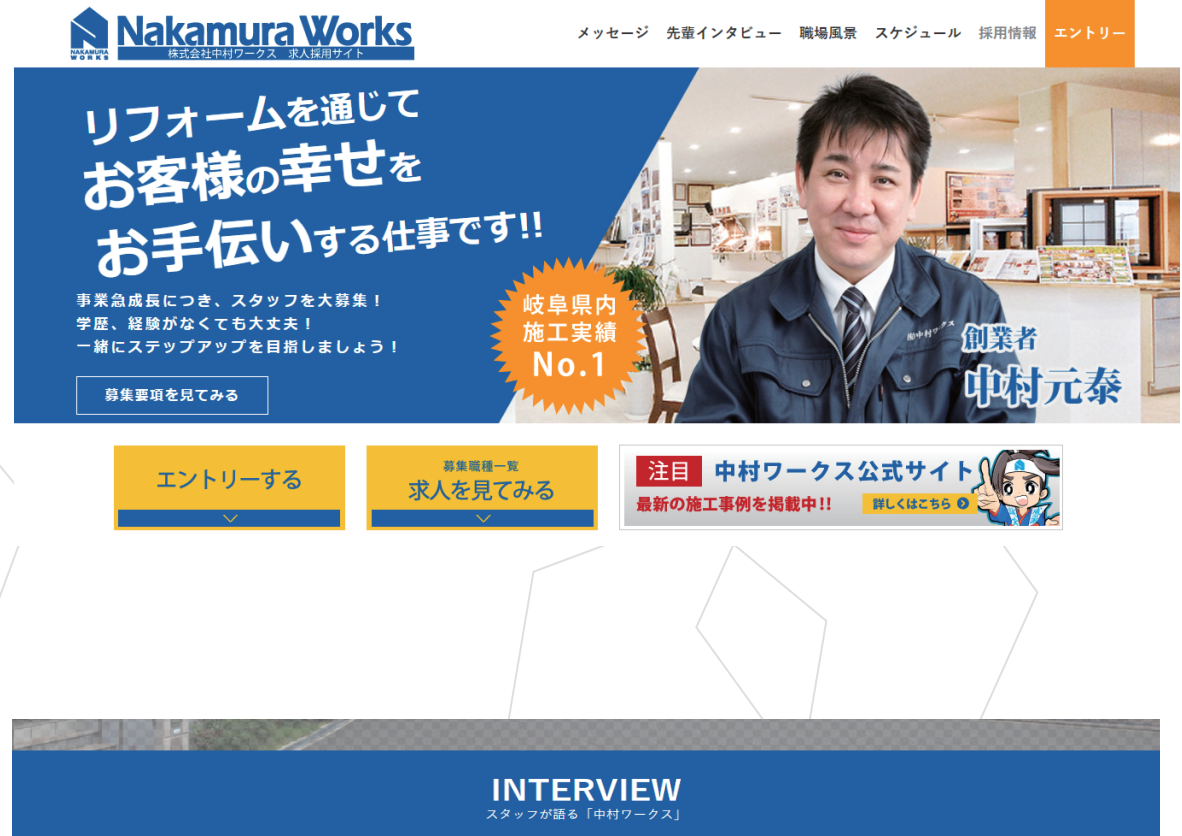 Nakamura Works
NAKAMURA
WORKS
株式会社中村ワークス 求人採用サイト
メッセージ 先輩インタビュー 職場風景 スケジュール 採用情報 エントリー
リフォームを通じて
お客様の幸せを
お手伝いする仕事です!!
事業急成長につき、スタッフを大募集！
学歴、経験がなくても大丈夫！
一緒にステップアップを目指しましょう！
募集要項を見てみる
岐阜県内
施工実績
No.1
㈱中村ワークス
創業者
中村元泰
エントリーする
募集職種一覧
求人を見てみる
注目 中村ワークス公式サイト
最新の施工事例を掲載中!! 詳しくはこちら
INTERVIEW
スタッフが語る「中村ワークス」